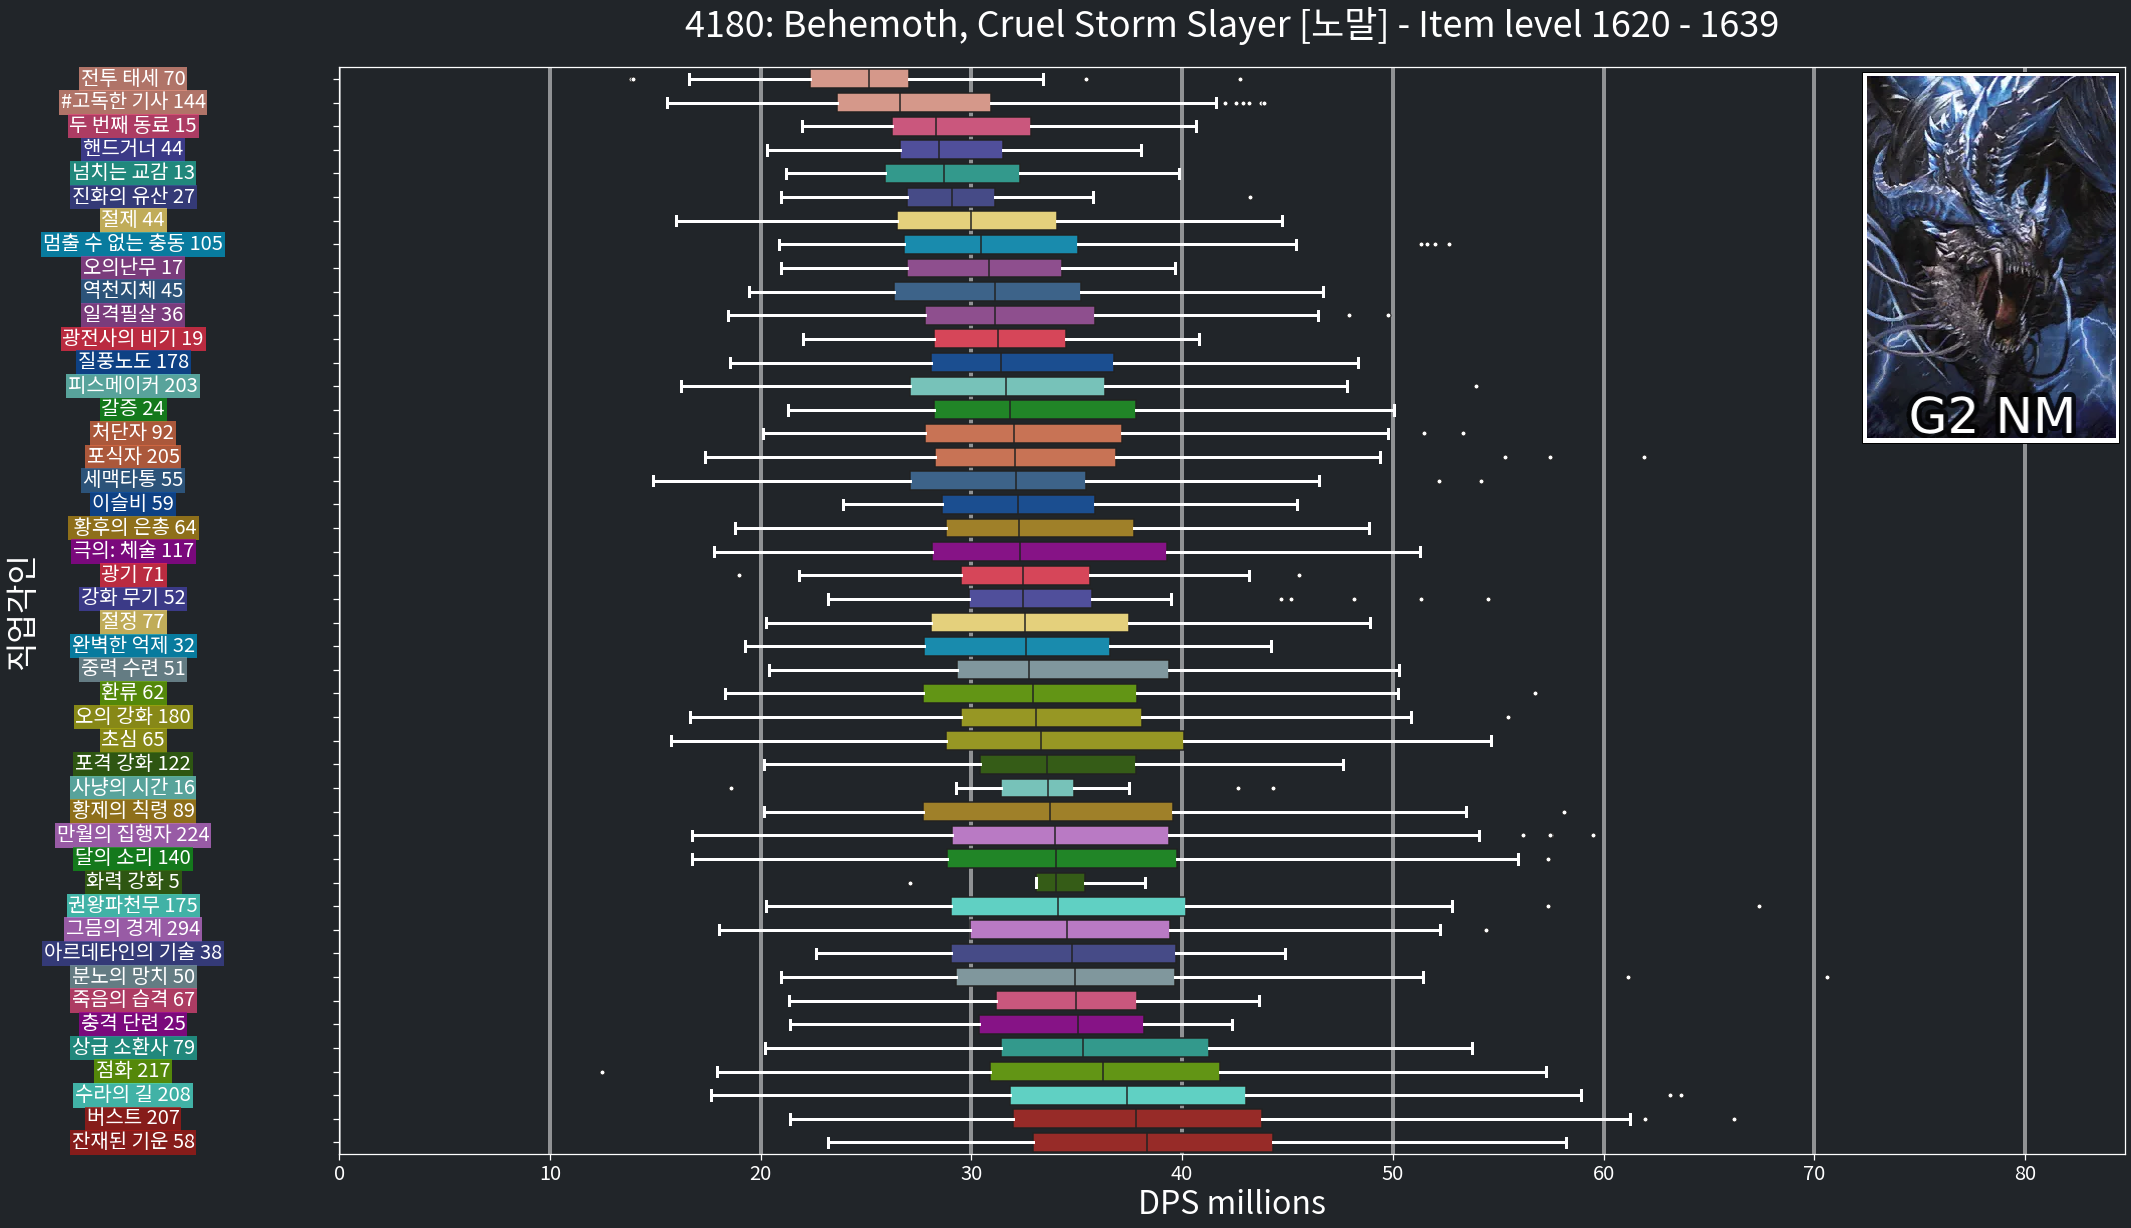 4180: Behemoth, Cruel Storm Slayer [노말] - Item level 1620 - 1639
전투 태세 70
#고독한 기사 144
두 번째 동료 15
핸드거너 44
넘치는 교감 13
진화의 유산 27
절제 44
멈출 수 없는 충동 105
오의난무 17
역천지체 45
일격필살 36
광전사의 비기 19
질풍노도 178
피스메이커 203
갈증 24
처단자 92
포식자 205
세맥타통 55
이슬비 59
황후의 은총 64
극의: 체술 117
광기 71
강화 무기 52
절정 77
완벽한 억제 32
중력 수련 51
환류 62
오의 강화 180
초심 65
포격 강화 122
사냥의 시간 16
황제의 칙령 89
만월의 집행자 224
달의 소리 140
화력 강화 5
권왕파천무 175
그믐의 경계 294
아르데타인의 기술 38
분노의 망치 50
죽음의 습격 67
충격 단련 25
상급 소환사 79
점화 217
수라의 길 208
버스트 207
잔재된 기운 58
직업각인
G2 NM
0 10 20 30 40 50 60 70 80
DPS millions